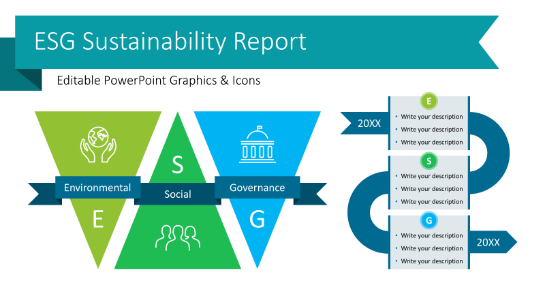 ESG Sustainability Report
Editable PowerPoint Graphics & Icons
Environmental
E
S
Social
Governance
G
20XX
E
• Write your description
• Write your description
• Write your description
S
• Write your description
• Write your description
• Write your description
G
• Write your description
• Write your description
• Write your description
20XX